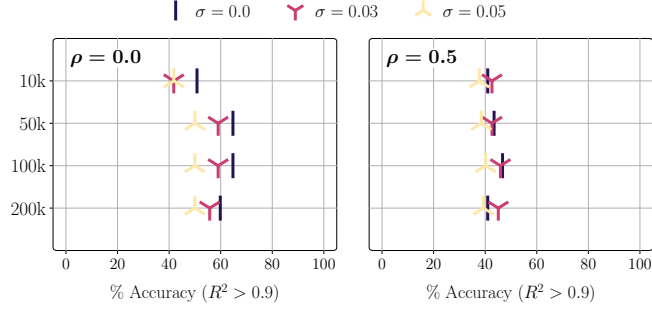 σ = 0.0 σ = 0.03 σ = 0.05
ρ = 0.0 ρ = 0.5
10k
50k
100k
200k
0 20 40 60 80 100 0 20 40 60 80 100
% Accuracy (R² > 0.9) % Accuracy (R² > 0.9)